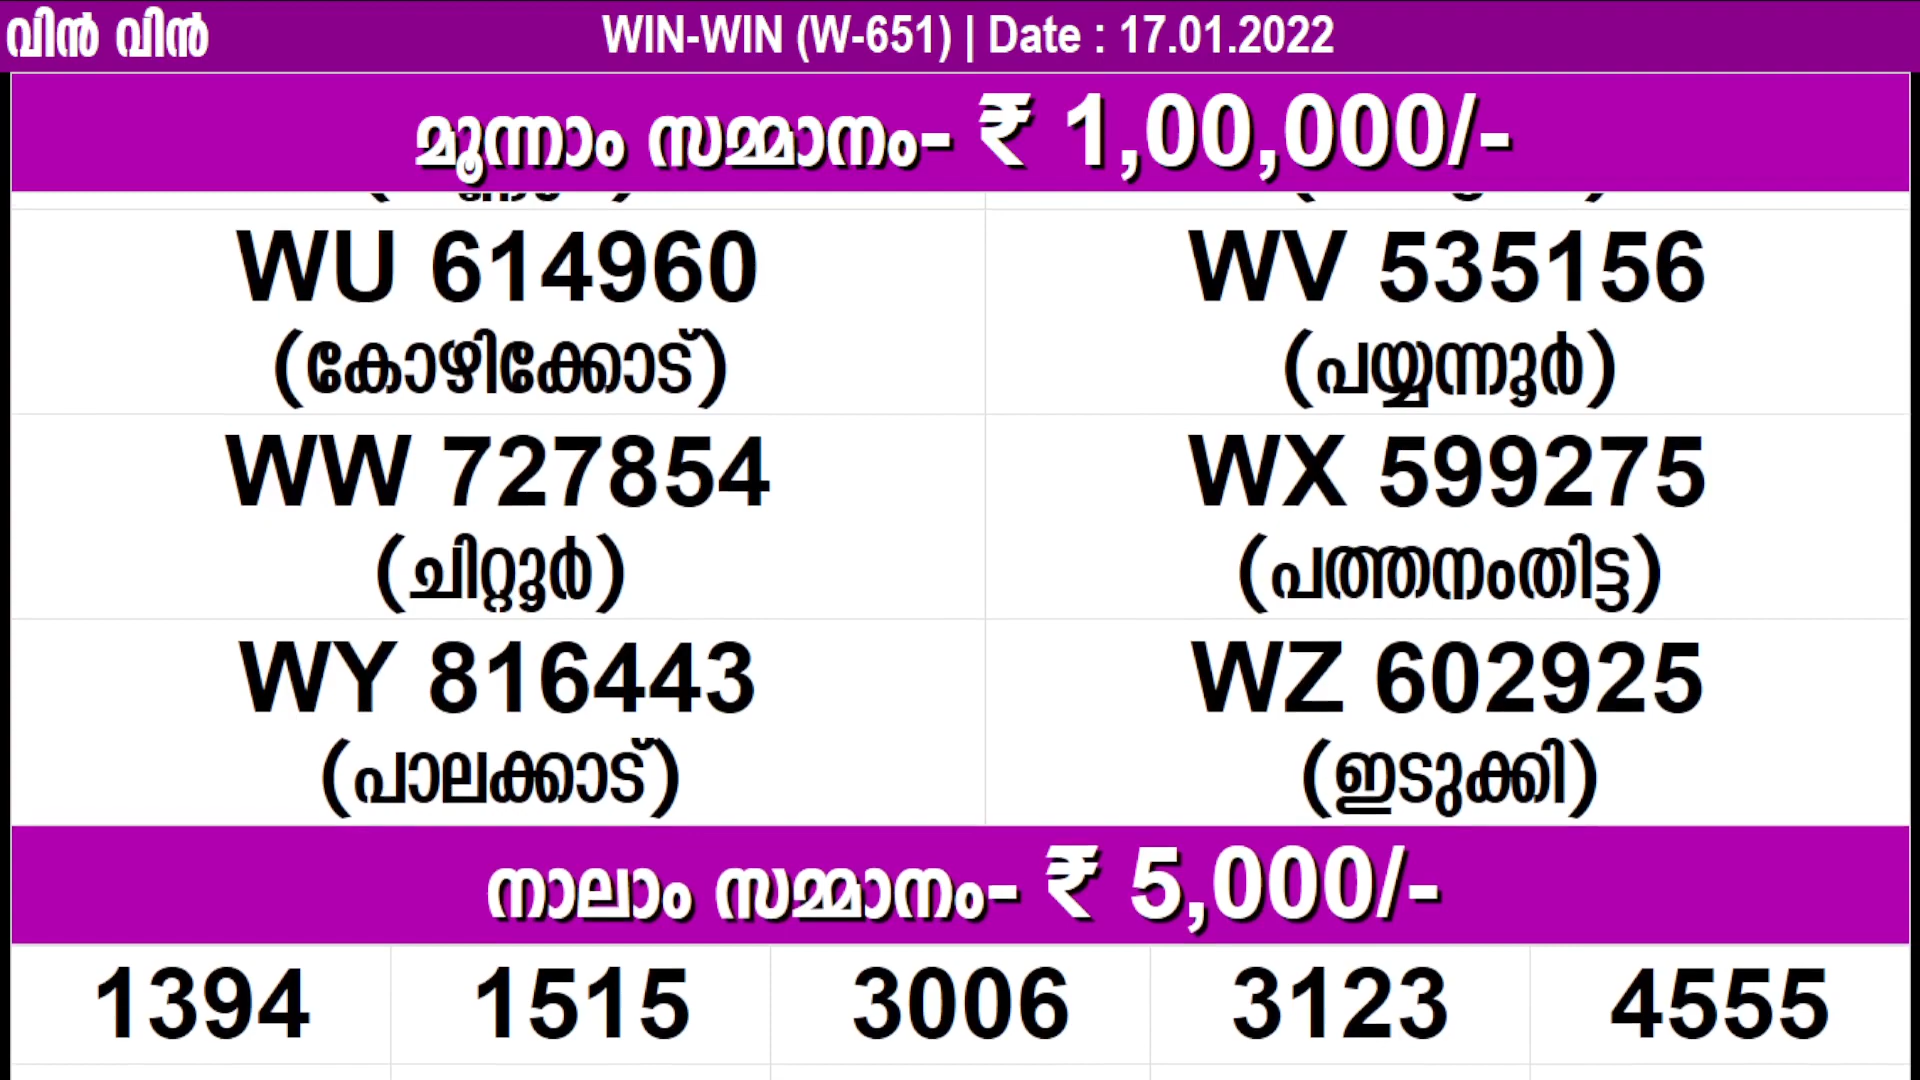 വിൻ വിൻ
WIN-WIN (W-651) | Date : 17.01.2022
മൂന്നാം സമ്മാനം- ₹ 1,00,000/-
WU 614960 WV 535156
(കോഴിക്കോട്) (പയ്യന്നൂർ)
WW 727854 WX 599275
(ചിറ്റൂർ) (പത്തനംതിട്ട)
WY 816443 WZ 602925
(പാലക്കാട്) (ഇടുക്കി)
നാലാം സമ്മാനം- ₹ 5,000/-
1394 1515 3006 3123 4555